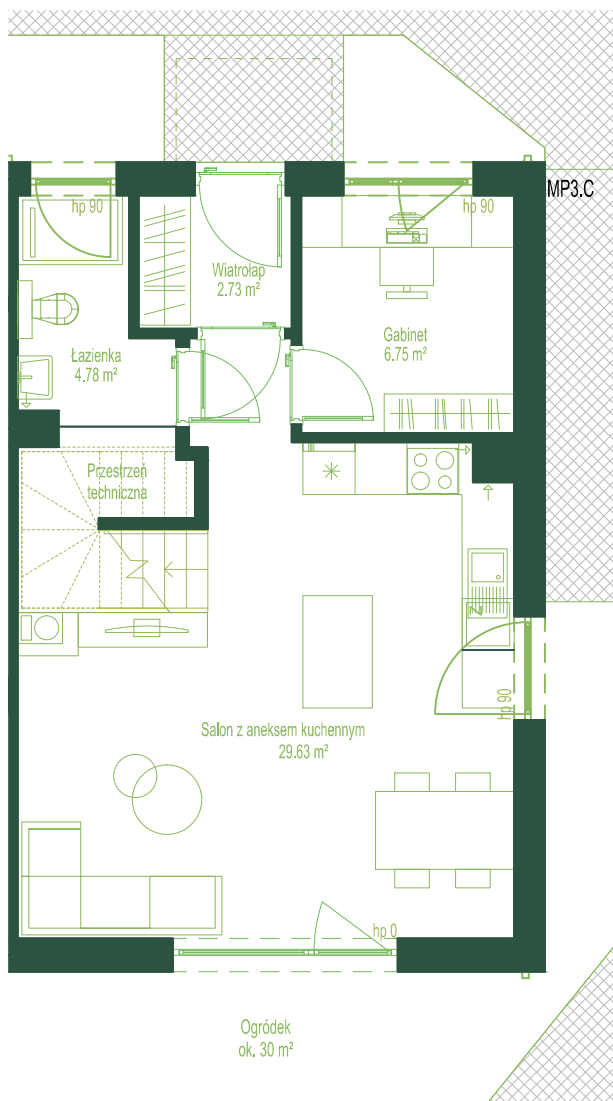 MP3.C
hp 90
hp 90
Wiatrołap
2.73 m²
Łazienka
4.78 m²
Gabinet
6.75 m²
Przestrzeń
techniczna
hp 90
Salon z aneksem kuchennym
29.63 m²
hp 0
Ogródek
ok. 30 m²